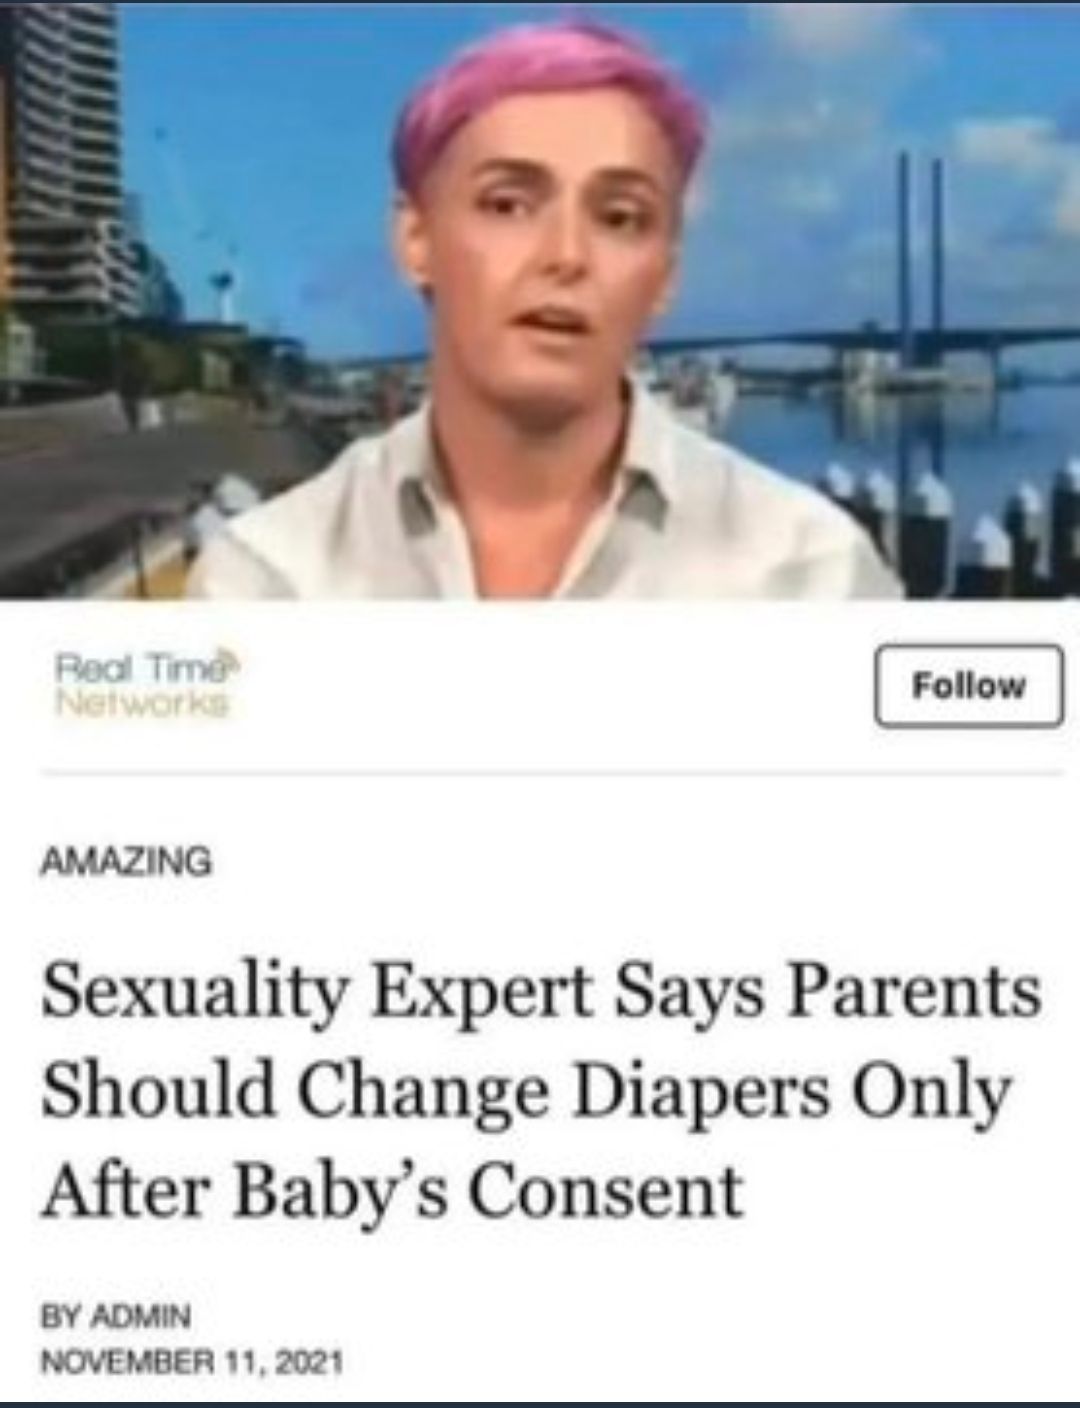 Real Time
Networks
Follow
AMAZING
Sexuality Expert Says Parents
Should Change Diapers Only
After Baby’s Consent
BY ADMIN
NOVEMBER 11, 2021